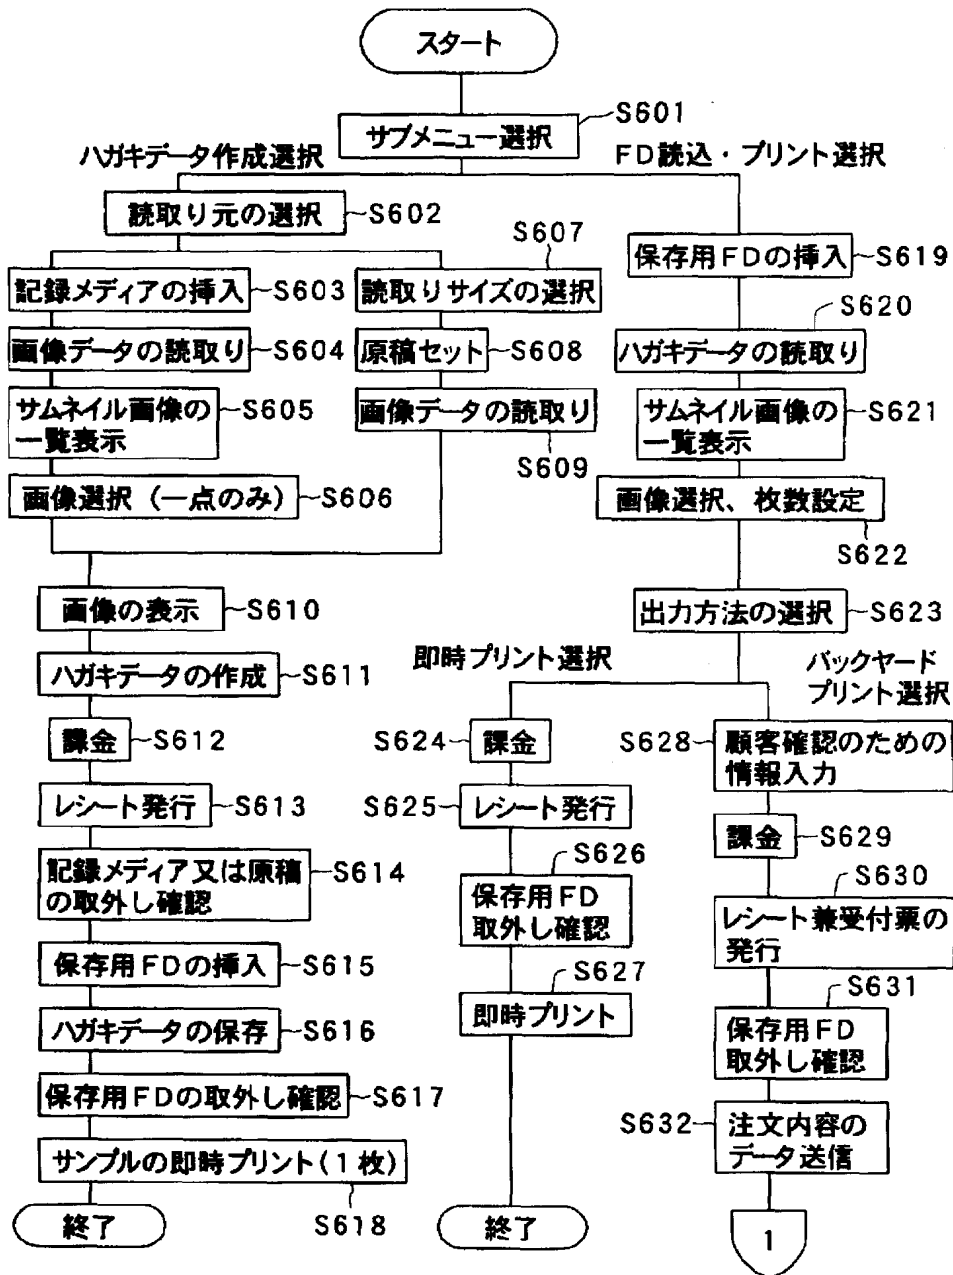 スタート
サブメニュー選択
S601
ハガキデータ作成選択
FD読込・プリント選択
読取り元の選択
S602
記録メディアの挿入
S603
画像データの読取り
S604
サムネイル画像の
一覧表示
S605
画像選択（一点のみ）
S606
S607
読取りサイズの選択
原稿セット
S608
画像データの読取り
S609
画像の表示
S610
ハガキデータの作成
S611
課金
S612
レシート発行
S613
記録メディア又は原稿
の取外し確認
S614
保存用FDの挿入
S615
ハガキデータの保存
S616
保存用FDの取外し確認
S617
サンプルの即時プリント(1枚)
S618
終了
保存用FDの挿入
S619
S620
ハガキデータの読取り
サムネイル画像の
一覧表示
S621
画像選択、枚数設定
S622
出力方法の選択
S623
即時プリント選択
S624
課金
S625
レシート発行
S626
保存用FD
取外し確認
S627
即時プリント
終了
バックヤード
プリント選択
S628
顧客確認のための
情報入力
課金
S629
S630
レシート兼受付票の
発行
S631
保存用FD
取外し確認
S632
注文内容の
データ送信
1